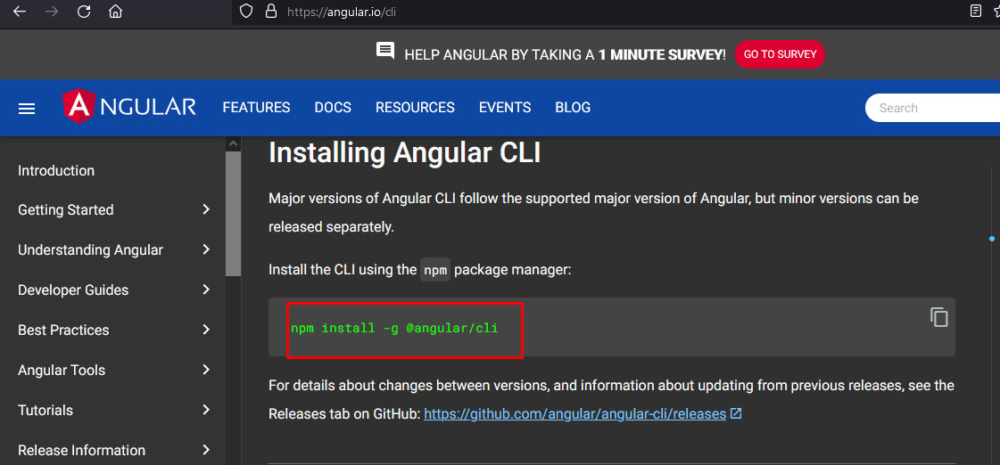 https://angular.io/cli
HELP ANGULAR BY TAKING A 1 MINUTE SURVEY!
GO TO SURVEY
ANGULAR
FEATURES
DOCS
RESOURCES
EVENTS
BLOG
Search
Introduction
Getting Started
Understanding Angular
Developer Guides
Best Practices
Angular Tools
Tutorials
Release Information
Installing Angular CLI
Major versions of Angular CLI follow the supported major version of Angular, but minor versions can be
released separately.
Install the CLI using the npm package manager:
npm install -g @angular/cli
For details about changes between versions, and information about updating from previous releases, see the
Releases tab on GitHub: https://github.com/angular/angular-cli/releases